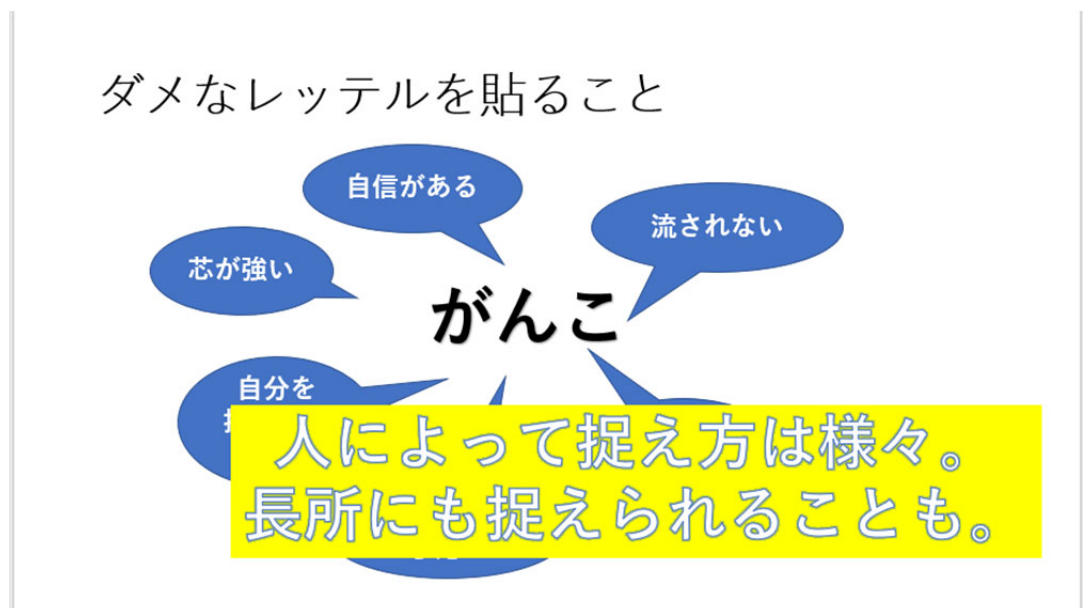 ダメなレッテルを貼ること
自信がある
流されない
芯が強い
がんこ
自分を
人によって捉え方は様々。
長所にも捉えられることも。